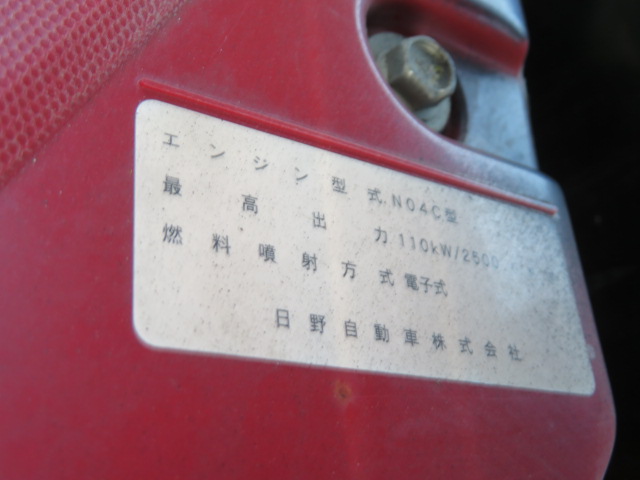 エンジン型式 N04C型
最高出力 110kW/2500
燃料噴射方式 電子式
日野自動車株式会社